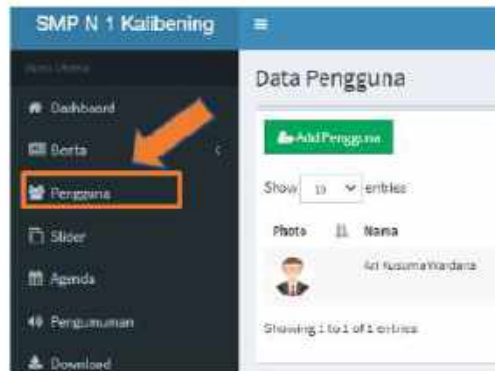 SMP N 1 Kalibening
Data Pengguna
Dashboard
Add Pengguna
Berita
Pengguna
Show 10 entries
Photo Nama
Slider
Ari Kusuma Wardana
Agenda
Showing 1 to 1 of 1 entries
Pengumuman
Download